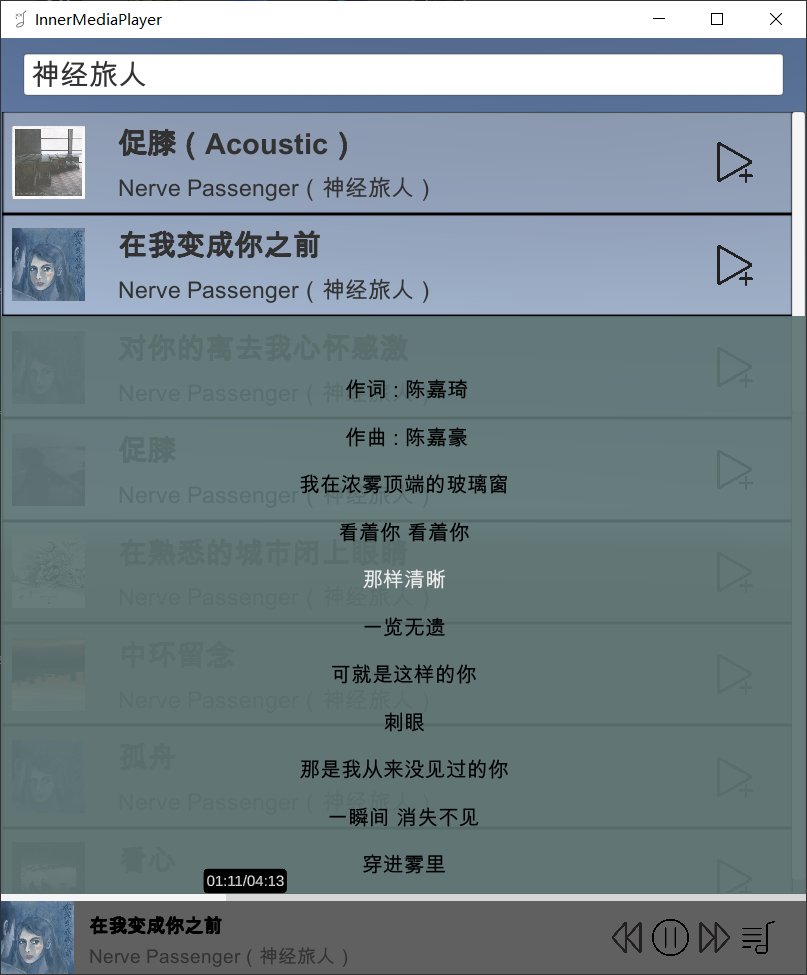 InnerMediaPlayer
神经旅人
促膝（Acoustic）
Nerve Passenger（神经旅人）
在我变成你之前
Nerve Passenger（神经旅人）
对你的离去我心怀感激
Nerve Passenger（神经旅人）
作词 : 陈嘉琦
作曲 : 陈嘉豪
促膝
我在浓雾顶端的玻璃窗
Nerve Passenger（神经旅人）
看着你 看着你
在熟悉的城市闭上眼睛
那样清晰
Nerve Passenger（神经旅人）
一览无遗
中环留念
可就是这样的你
Nerve Passenger（神经旅人）
刺眼
孤舟
那是我从来没见过的你
Nerve Passenger（神经旅人）
一瞬间 消失不见
看心
穿进雾里
01:11/04:13
在我变成你之前
Nerve Passenger（神经旅人）